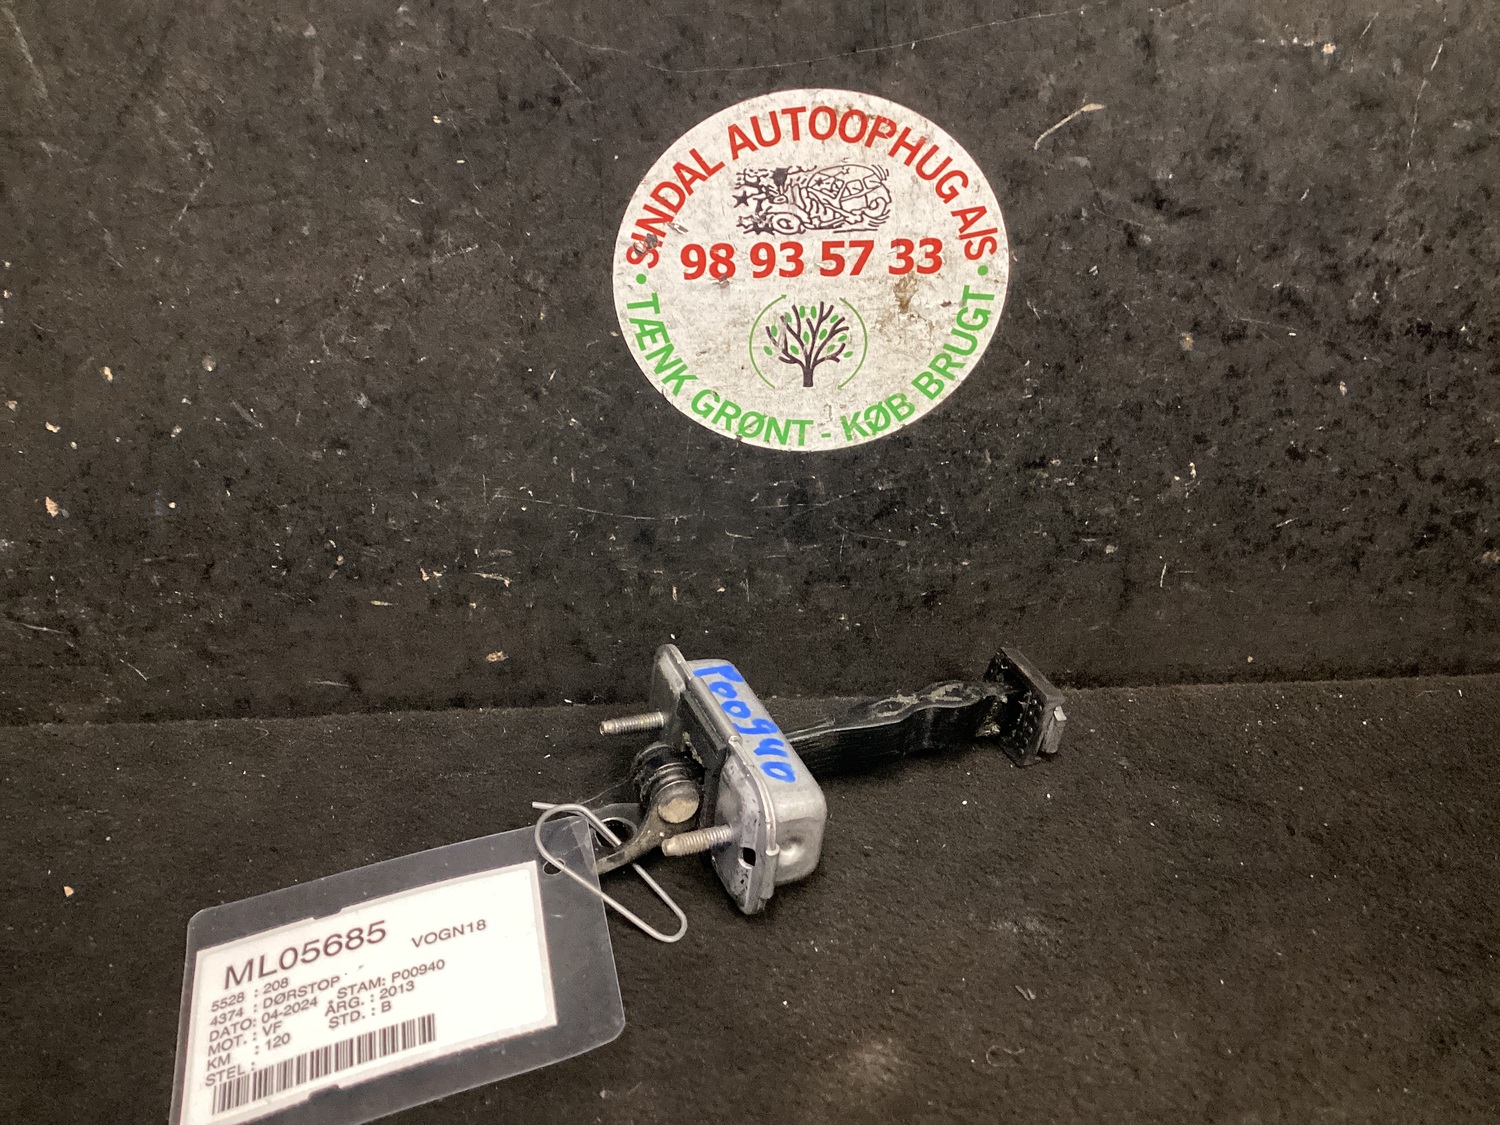 SINDAL AUTOOPHUG A/S
98 93 57 33
• TÆNK GRØNT - KØB BRUGT •
P00940
ML05685 VOGN18
5528 : 208
4374 : DØRSTOP
DATO: 04-2024 STAM: P00940
MOT. : VF ÅRG. : 2013
KM : 120 STD. : B
STEL :